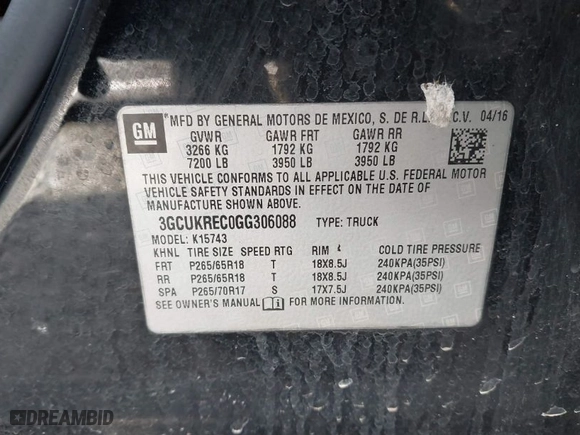 GM
MFD BY GENERAL MOTORS DE MEXICO, S. DE R.L. C.V. 04/16
GVWR GAWR FRT GAWR RR
3266 KG 1792 KG 1792 KG
7200 LB 3950 LB 3950 LB
THIS VEHICLE CONFORMS TO ALL APPLICABLE U.S. FEDERAL MOTOR
VEHICLE SAFETY STANDARDS IN EFFECT ON THE DATE OF
MANUFACTURE SHOWN ABOVE.
3GCUKREC0GG306088 TYPE: TRUCK
MODEL: K15743
KHNL TIRE SIZE SPEED RTG RIM COLD TIRE PRESSURE
FRT P265/65R18 T 18X8.5J 240KPA(35PSI)
RR P265/65R18 T 18X8.5J 240KPA(35PSI)
SPA P265/70R17 S 17X7.5J 240KPA(35PSI)
SEE OWNER'S MANUAL FOR MORE INFORMATION
DREAMBID